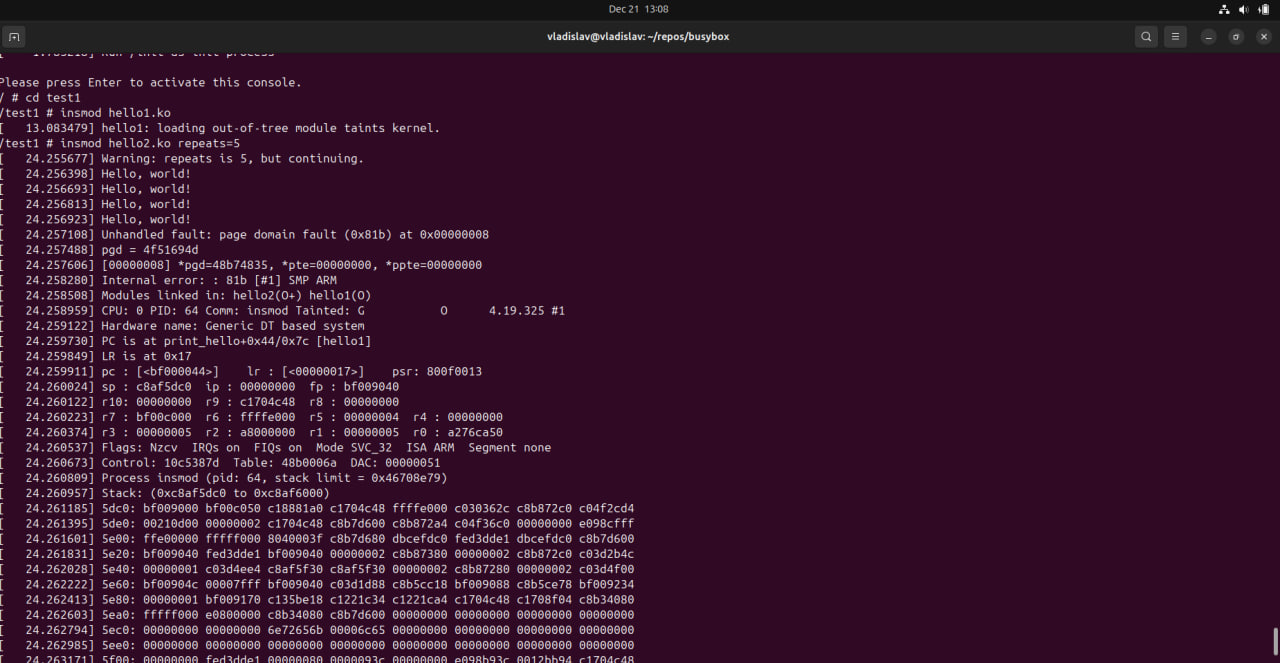 Dec 21 13:08
vladislav@vladislav: ~/repos/busybox
Please press Enter to activate this console.
/ # cd test1
/test1 # insmod hello1.ko
[   13.083479] hello1: loading out-of-tree module taints kernel.
/test1 # insmod hello2.ko repeats=5
[   24.255677] Warning: repeats is 5, but continuing.
[   24.256398] Hello, world!
[   24.256693] Hello, world!
[   24.256813] Hello, world!
[   24.256923] Hello, world!
[   24.257108] Unhandled fault: page domain fault (0x81b) at 0x00000008
[   24.257488] pgd = 4f51694d
[   24.257606] [00000008] *pgd=48b74835, *pte=00000000, *ppte=00000000
[   24.258280] Internal error: : 81b [#1] SMP ARM
[   24.258508] Modules linked in: hello2(O+) hello1(O)
[   24.258959] CPU: 0 PID: 64 Comm: insmod Tainted: G           O      4.19.325 #1
[   24.259122] Hardware name: Generic DT based system
[   24.259730] PC is at print_hello+0x44/0x7c [hello1]
[   24.259849] LR is at 0x17
[   24.259911] pc : [<bf000044>]    lr : [<00000017>]    psr: 800f0013
[   24.260024] sp : c8af5dc0  ip : 00000000  fp : bf009040
[   24.260122] r10: 00000000  r9 : c1704c48  r8 : 00000000
[   24.260223] r7 : bf00c000  r6 : ffffe000  r5 : 00000004  r4 : 00000000
[   24.260374] r3 : 00000005  r2 : a8000000  r1 : 00000005  r0 : a276ca50
[   24.260537] Flags: Nzcv  IRQs on  FIQs on  Mode SVC_32  ISA ARM  Segment none
[   24.260673] Control: 10c5387d  Table: 48b0006a  DAC: 00000051
[   24.260809] Process insmod (pid: 64, stack limit = 0x46708e79)
[   24.260957] Stack: (0xc8af5dc0 to 0xc8af6000)
[   24.261185] 5dc0: bf009000 bf00c050 c18881a0 c1704c48 ffffe000 c030362c c8b872c0 c04f2cd4
[   24.261395] 5de0: 00210d00 00000002 c1704c48 c8b7d600 c8b872a4 c04f36c0 00000000 e098cfff
[   24.261601] 5e00: ffe00000 fffff000 8040003f c8b7d680 dbcefdc0 fed3dde1 dbcefdc0 c8b7d600
[   24.261831] 5e20: bf009040 fed3dde1 bf009040 00000002 c8b87380 00000002 c8b872c0 c03d2b4c
[   24.262028] 5e40: 00000001 c03d4ee4 c8af5f30 c8af5f30 00000002 c8b87280 00000002 c03d4f00
[   24.262222] 5e60: bf00904c 00007fff bf009040 c03d1d88 c8b5cc18 bf009088 c8b5ce78 bf009234
[   24.262413] 5e80: 00000001 bf009170 c135be18 c1221c34 c1221ca4 c1704c48 c1708f04 c8b34080
[   24.262603] 5ea0: fffff000 e0800000 c8b34080 c8b7d600 00000000 00000000 00000000 00000000
[   24.262794] 5ec0: 00000000 00000000 6e72656b 00006c65 00000000 00000000 00000000 00000000
[   24.262985] 5ee0: 00000000 00000000 00000000 00000000 00000000 00000000 00000000 00000000
[   24.263171] 5f00: 00000000 fed3dde1 00000080 0000093c 00000000 e098b93c 0012bb94 c1704c48